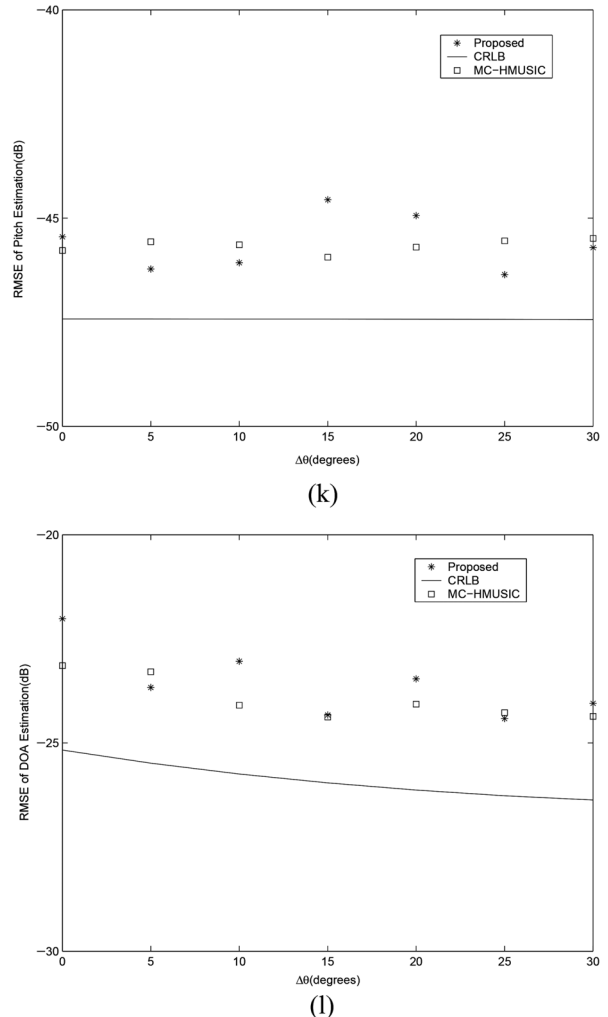 −40
Proposed
CRLB
MC−HMUSIC
RMSE of Pitch Estimation(dB)
−45
−50
0 5 10 15 20 25 30
Δθ(degrees)
(k)
−20
Proposed
CRLB
MC−HMUSIC
RMSE of DOA Estimation(dB)
−25
−30
0 5 10 15 20 25 30
Δθ(degrees)
(l)